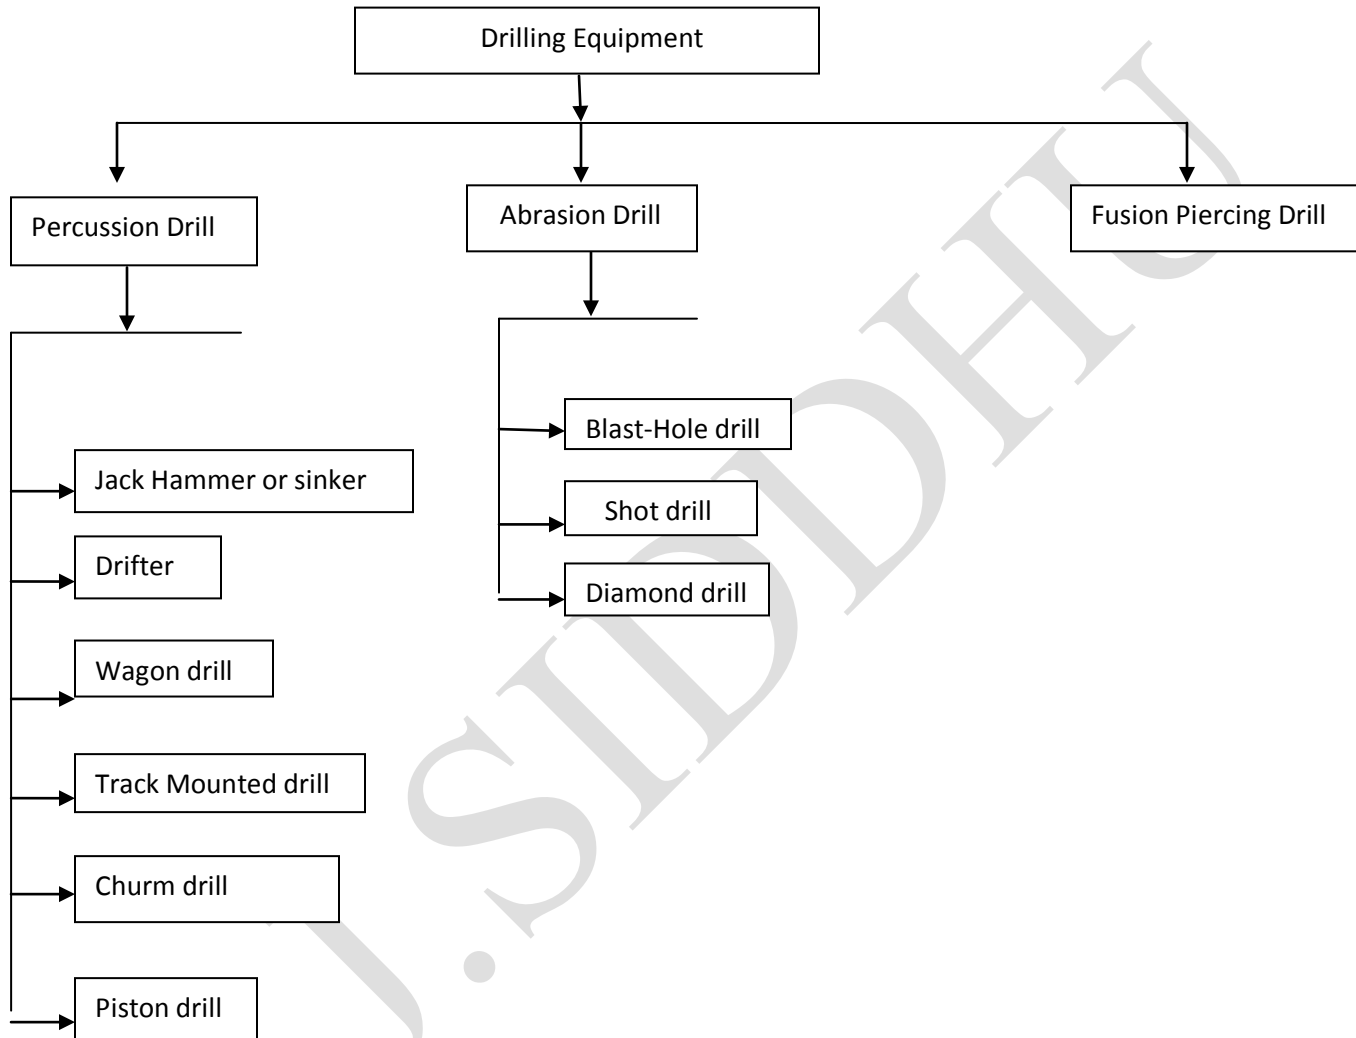 Drilling Equipment
Percussion Drill
Abrasion Drill
Fusion Piercing Drill
Jack Hammer or sinker
Drifter
Wagon drill
Track Mounted drill
Churm drill
Piston drill
Blast-Hole drill
Shot drill
Diamond drill
J.SIDDHU